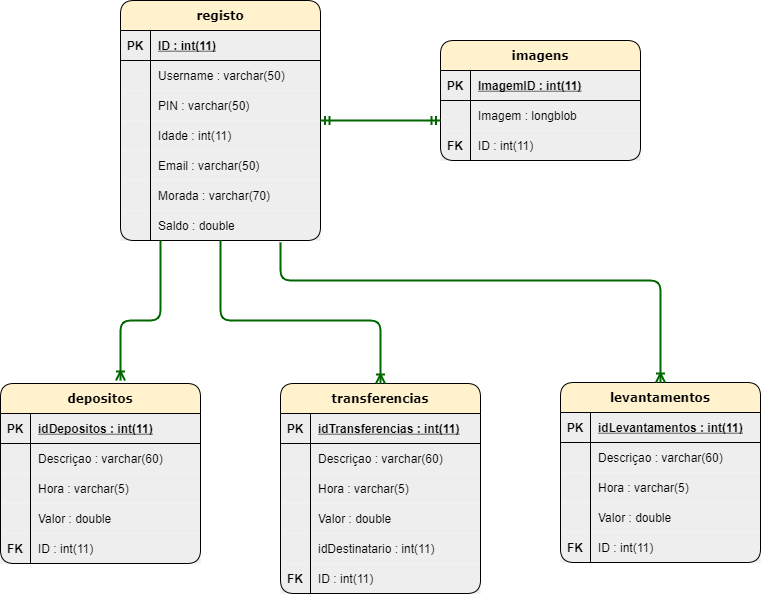 registo
PK ID : int(11)
Username : varchar(50)
PIN : varchar(50)
Idade : int(11)
Email : varchar(50)
Morada : varchar(70)
Saldo : double
imagens
PK ImagemID : int(11)
Imagem : longblob
FK ID : int(11)
depositos
PK idDepositos : int(11)
Descriçao : varchar(60)
Hora : varchar(5)
Valor : double
FK ID : int(11)
transferencias
PK idTransferencias : int(11)
Descriçao : varchar(60)
Hora : varchar(5)
Valor : double
idDestinatario : int(11)
FK ID : int(11)
levantamentos
PK idLevantamentos : int(11)
Descriçao : varchar(60)
Hora : varchar(5)
Valor : double
FK ID : int(11)